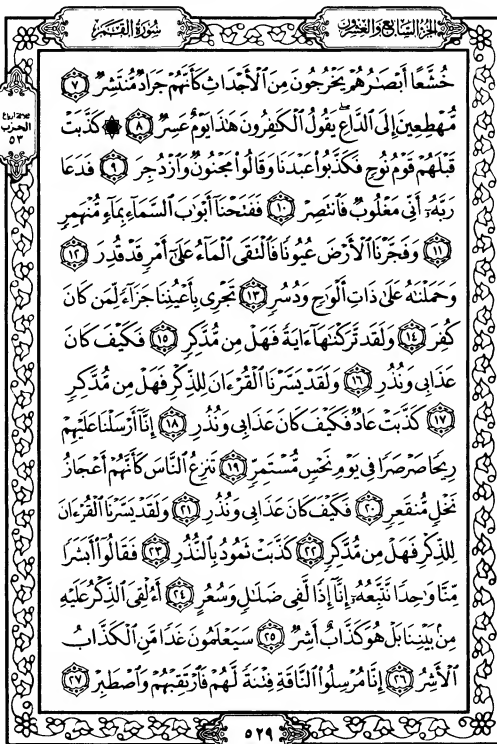 الجزء السابع والعشرون
سورة القمر
ثلاثة أرباع
الحزب
٥٣
خُشَّعًا أَبْصَٰرُهُمْ يَخْرُجُونَ مِنَ ٱلْأَجْدَاثِ كَأَنَّهُمْ جَرَادٌ مُّنتَشِرٌ ٧
مُّهْطِعِينَ إِلَى ٱلدَّاعِ ۖ يَقُولُ ٱلْكَٰفِرُونَ هَٰذَا يَوْمٌ عَسِرٌ ٨ ۞ كَذَّبَتْ
قَبْلَهُمْ قَوْمُ نُوحٍ فَكَذَّبُوا۟ عَبْدَنَا وَقَالُوا۟ مَجْنُونٌ وَٱزْدُجِرَ ٩ فَدَعَا
رَبَّهُۥٓ أَنِّى مَغْلُوبٌ فَٱنتَصِرْ ١٠ فَفَتَحْنَآ أَبْوَٰبَ ٱلسَّمَآءِ بِمَآءٍ مُّنْهَمِرٍ
١١ وَفَجَّرْنَا ٱلْأَرْضَ عُيُونًا فَٱلْتَقَى ٱلْمَآءُ عَلَىٰٓ أَمْرٍ قَدْ قُدِرَ ١٢
وَحَمَلْنَٰهُ عَلَىٰ ذَاتِ أَلْوَٰحٍ وَدُسُرٍ ١٣ تَجْرِى بِأَعْيُنِنَا جَزَآءً لِّمَن كَانَ
كُفِرَ ١٤ وَلَقَد تَّرَكْنَٰهَآ ءَايَةً فَهَلْ مِن مُّدَّكِرٍ ١٥ فَكَيْفَ كَانَ
عَذَابِى وَنُذُرِ ١٦ وَلَقَدْ يَسَّرْنَا ٱلْقُرْءَانَ لِلذِّكْرِ فَهَلْ مِن مُّدَّكِرٍ
١٧ كَذَّبَتْ عَادٌ فَكَيْفَ كَانَ عَذَابِى وَنُذُرِ ١٨ إِنَّآ أَرْسَلْنَا عَلَيْهِمْ
رِيحًا صَرْصَرًا فِى يَوْمِ نَحْسٍ مُّسْتَمِرٍّ ١٩ تَنزِعُ ٱلنَّاسَ كَأَنَّهُمْ أَعْجَازُ
نَخْلٍ مُّنقَعِرٍ ٢٠ فَكَيْفَ كَانَ عَذَابِى وَنُذُرِ ٢١ وَلَقَدْ يَسَّرْنَا ٱلْقُرْءَانَ
لِلذِّكْرِ فَهَلْ مِن مُّدَّكِرٍ ٢٢ كَذَّبَتْ ثَمُودُ بِٱلنُّذُرِ ٢٣ فَقَالُوٓا۟ أَبَشَرًا
مِّنَّا وَٰحِدًا نَّتَّبِعُهُۥٓ إِنَّآ إِذًا لَّفِى ضَلَٰلٍ وَسُعُرٍ ٢٤ أَءُلْقِىَ ٱلذِّكْرُ عَلَيْهِ
مِنۢ بَيْنِنَا بَلْ هُوَ كَذَّابٌ أَشِرٌ ٢٥ سَيَعْلَمُونَ غَدًا مَّنِ ٱلْكَذَّابُ
ٱلْأَشِرُ ٢٦ إِنَّا مُرْسِلُوا۟ ٱلنَّاقَةِ فِتْنَةً لَّهُمْ فَٱرْتَقِبْهُمْ وَٱصْطَبِرْ ٢٧
٥٢٩